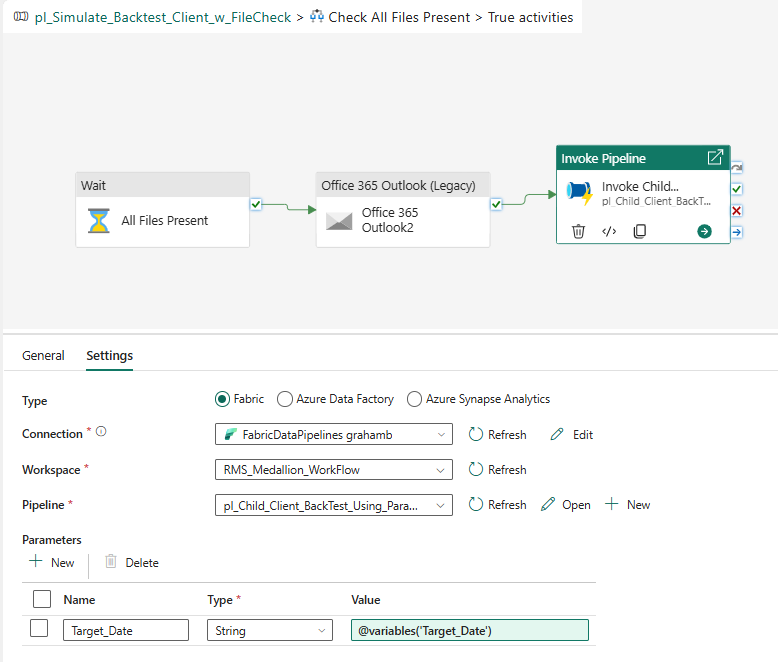 pl_Simulate_Backtest_Client_w_FileCheck > Check All Files Present > True activities
Invoke Pipeline
Wait
Office 365 Outlook (Legacy)
Invoke Child...
pl_Child_Client_BackT...
All Files Present
Office 365
Outlook2
General
Settings
Type
Fabric
Azure Data Factory
Azure Synapse Analytics
Connection *
FabricDataPipelines grahamb
Refresh
Edit
Workspace *
RMS_Medallion_WorkFlow
Refresh
Pipeline *
pl_Child_Client_BackTest_Using_Para...
Refresh
Open
New
Parameters
New
Delete
Name
Type *
Value
Target_Date
String
@variables('Target_Date')